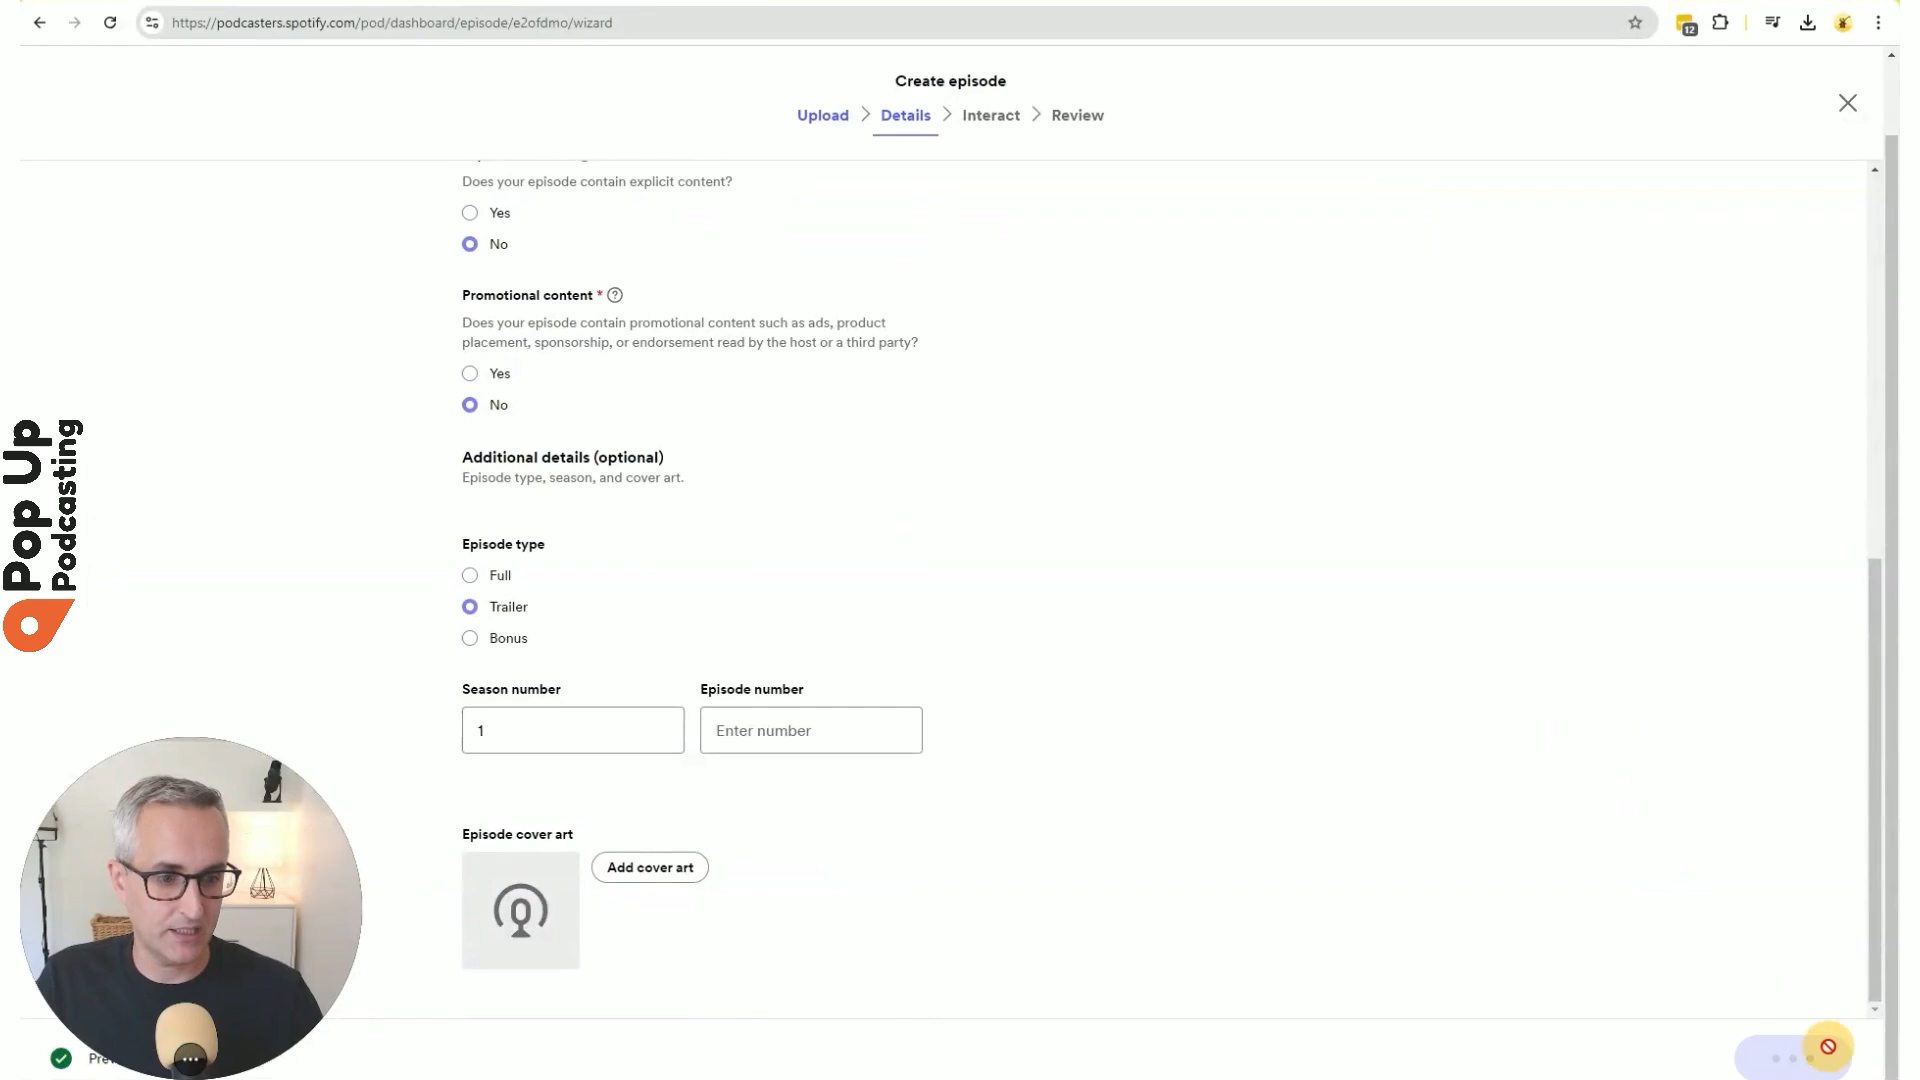 https://podcasters.spotify.com/pod/dashboard/episode/e2ofdmo/wizard
12
Create episode
Upload
Details
Interact
Review
Does your episode contain explicit content?
Yes
No
Promotional content * ?
Does your episode contain promotional content such as ads, product
placement, sponsorship, or endorsement read by the host or a third party?
Yes
No
Additional details (optional)
Episode type, season, and cover art.
Episode type
Full
Trailer
Bonus
Season number
Episode number
1
Enter number
Episode cover art
Add cover art
Pop Up
Podcasting